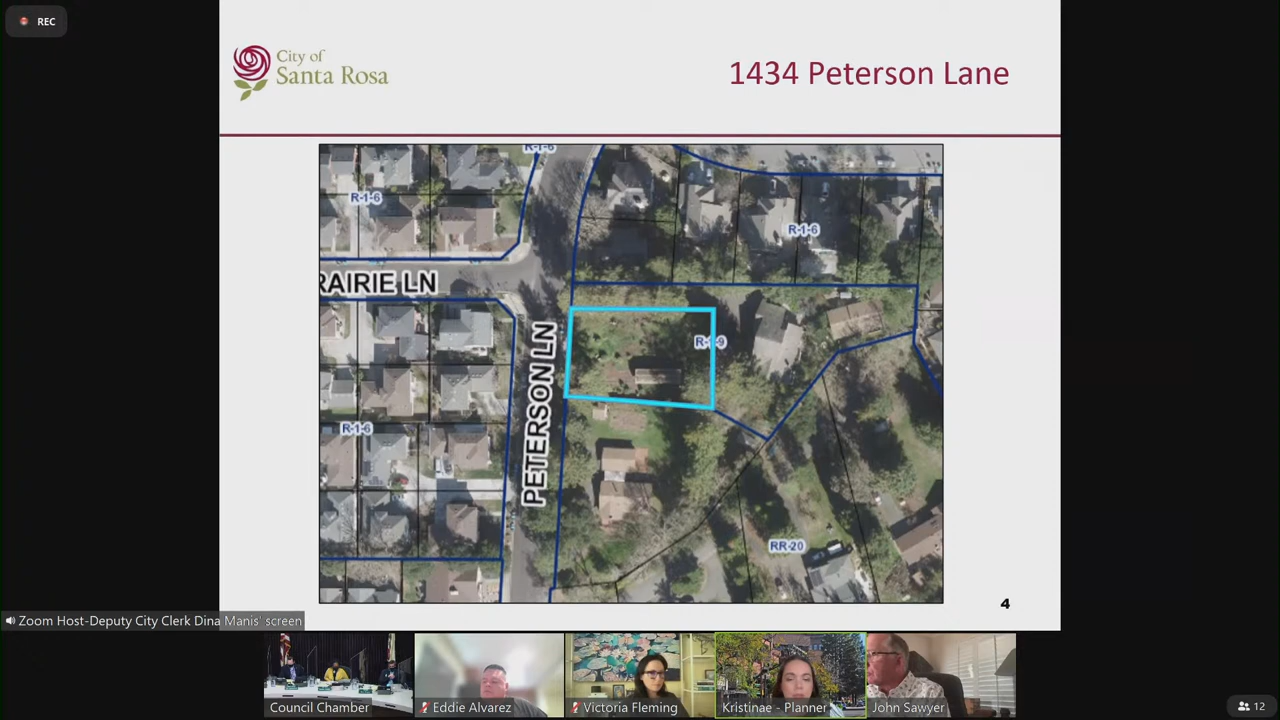 REC
City of
Santa Rosa
1434 Peterson Lane
R-1-6
R-1-6
R-1-6
RAIRIE LN
R-1-9
PETERSON LN
R-1-6
RR-20
4
Zoom Host-Deputy City Clerk Dina Manis' screen
Council Chamber
Eddie Alvarez
Victoria Fleming
Kristinae - Planner
John Sawyer
12